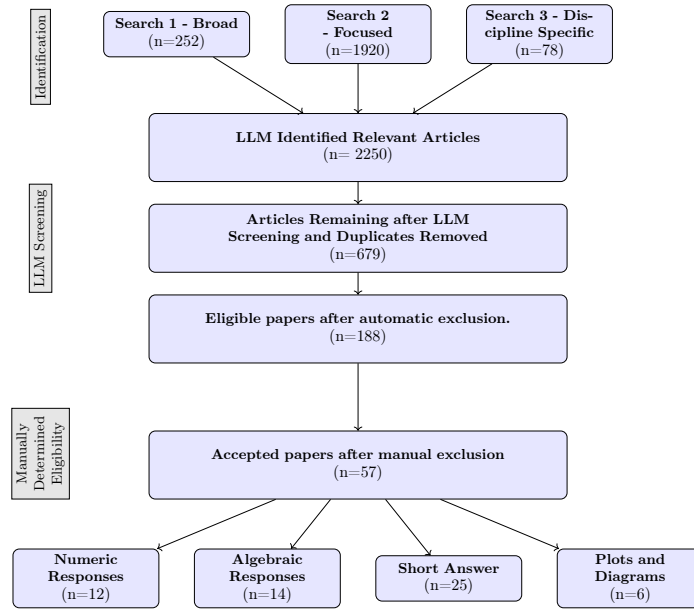 Identification
Search 1 - Broad
(n=252)
Search 2
- Focused
(n=1920)
Search 3 - Dis-
cipline Specific
(n=78)
LLM Identified Relevant Articles
(n= 2250)
LLM Screening
Articles Remaining after LLM
Screening and Duplicates Removed
(n=679)
Eligible papers after automatic exclusion.
(n=188)
Manually
Determined
Eligibility
Accepted papers after manual exclusion
(n=57)
Numeric
Responses
(n=12)
Algebraic
Responses
(n=14)
Short Answer
(n=25)
Plots and
Diagrams
(n=6)